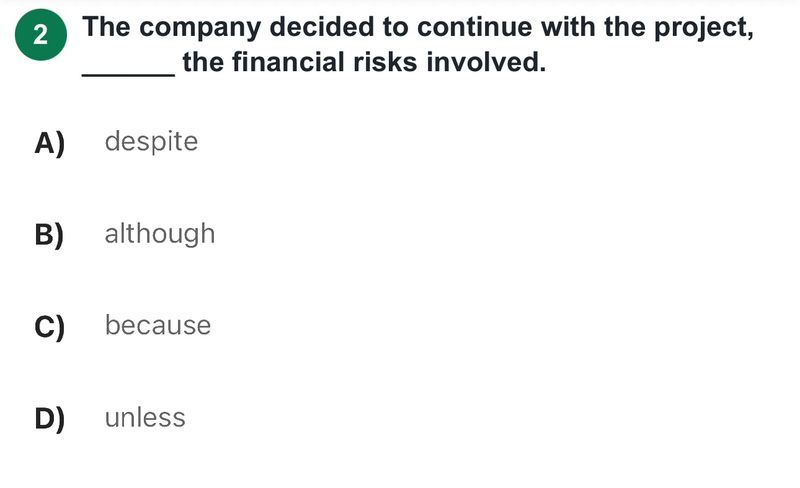 2 The company decided to continue with the project,
______ the financial risks involved.
A) despite
B) although
C) because
D) unless